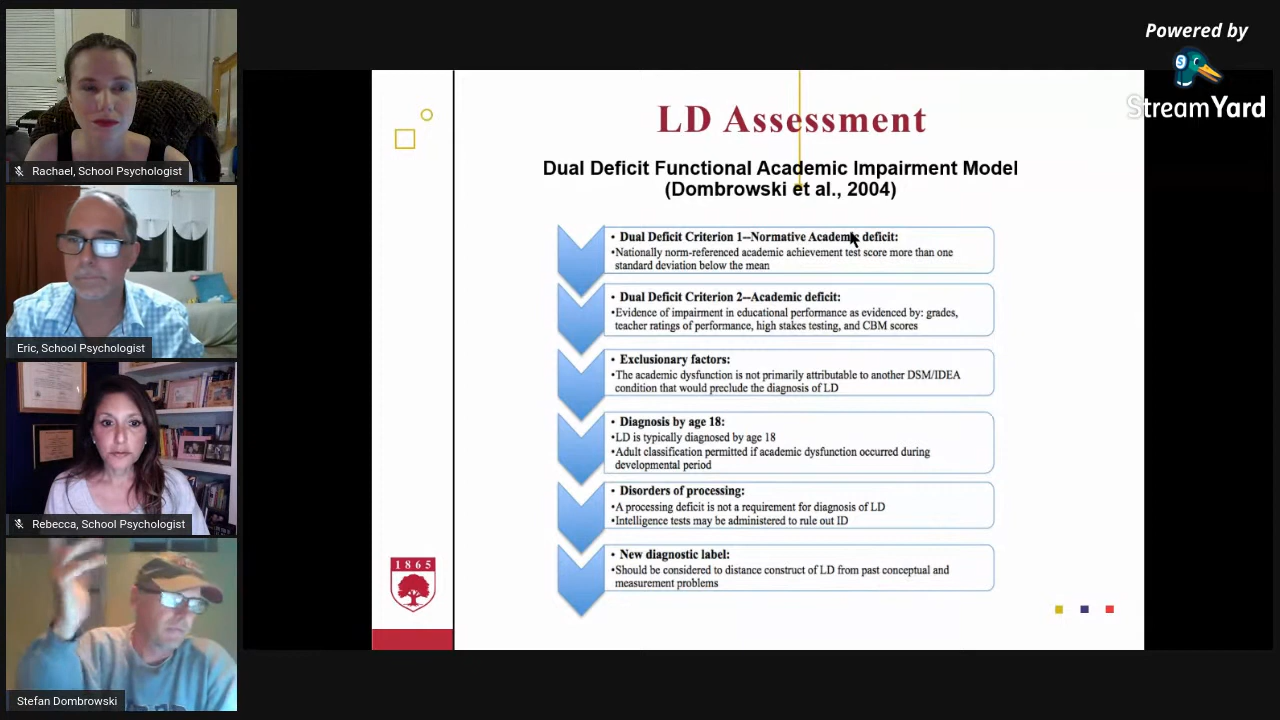 Powered by
StreamYard
Rachael, School Psychologist
Eric, School Psychologist
Rebecca, School Psychologist
Stefan Dombrowski
1865
LD Assessment
Dual Deficit Functional Academic Impairment Model
(Dombrowski et al., 2004)
• Dual Deficit Criterion 1--Normative Academic deficit:
•Nationally norm-referenced academic achievement test score more than one
standard deviation below the mean
• Dual Deficit Criterion 2--Academic deficit:
•Evidence of impairment in educational performance as evidenced by: grades,
teacher ratings of performance, high stakes testing, and CBM scores
• Exclusionary factors:
•The academic dysfunction is not primarily attributable to another DSM/IDEA
condition that would preclude the diagnosis of LD
• Diagnosis by age 18:
•LD is typically diagnosed by age 18
•Adult classification permitted if academic dysfunction occurred during
developmental period
• Disorders of processing:
•A processing deficit is not a requirement for diagnosis of LD
•Intelligence tests may be administered to rule out ID
• New diagnostic label:
•Should be considered to distance construct of LD from past conceptual and
measurement problems